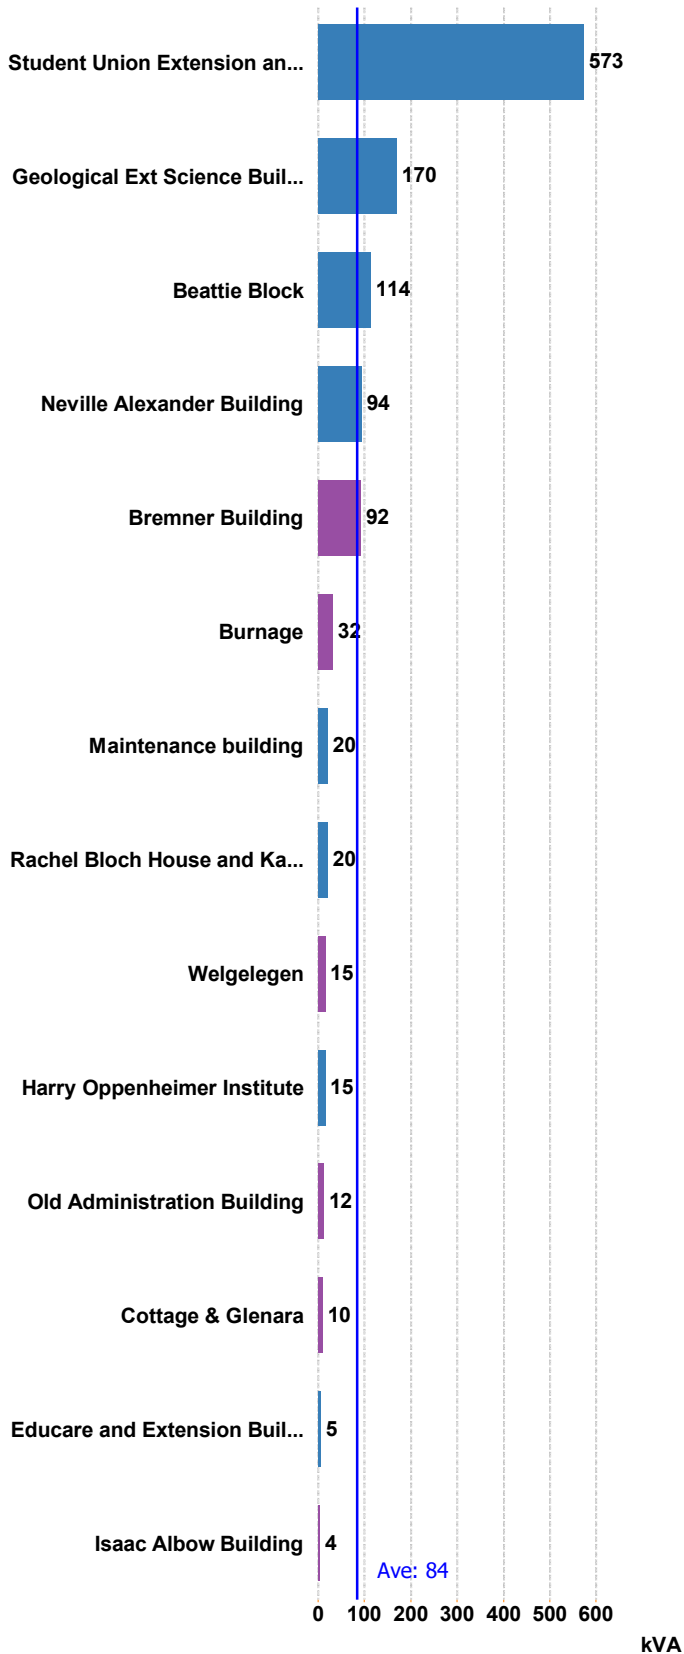 Student Union Extension an... 573
Geological Ext Science Buil... 170
Beattie Block 114
Neville Alexander Building 94
Bremner Building 92
Burnage 32
Maintenance building 20
Rachel Bloch House and Ka... 20
Welgelegen 15
Harry Oppenheimer Institute 15
Old Administration Building 12
Cottage & Glenara 10
Educare and Extension Buil... 5
Isaac Albow Building 4
Ave: 84
0 100 200 300 400 500 600
kVA